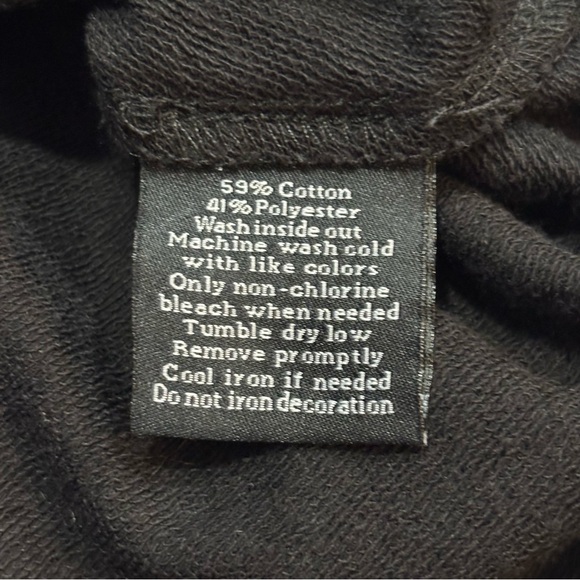 59% Cotton
41% Polyester
Wash inside out
Machine wash cold
with like colors
Only non-chlorine
bleach when needed
Tumble dry low
Remove promptly
Cool iron if needed
Do not iron decoration